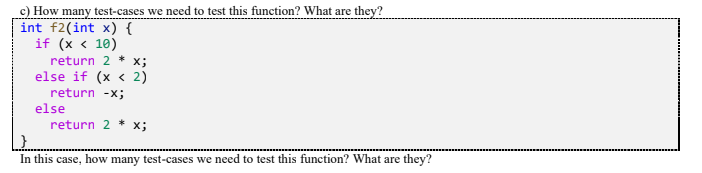 c) How many test-cases we need to test this function? What are they?
int f2(int x) {
  if (x < 10)
    return 2 * x;
  else if (x < 2)
    return -x;
  else
    return 2 * x;
}
In this case, how many test-cases we need to test this function? What are they?